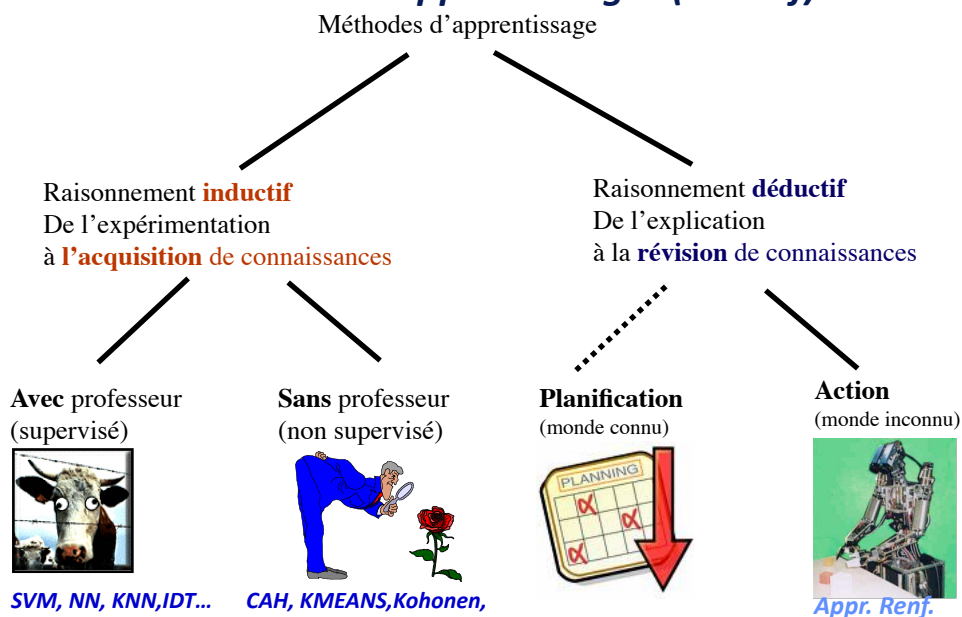 Méthodes d’apprentissage
Raisonnement inductif
De l’expérimentation
à l’acquisition de connaissances
Raisonnement déductif
De l’explication
à la révision de connaissances
Avec professeur
(supervisé)
Sans professeur
(non supervisé)
Planification
(monde connu)
Action
(monde inconnu)
PLANNING
SVM, NN, KNN,IDT...
CAH, KMEANS,Kohonen,
Appr. Renf.